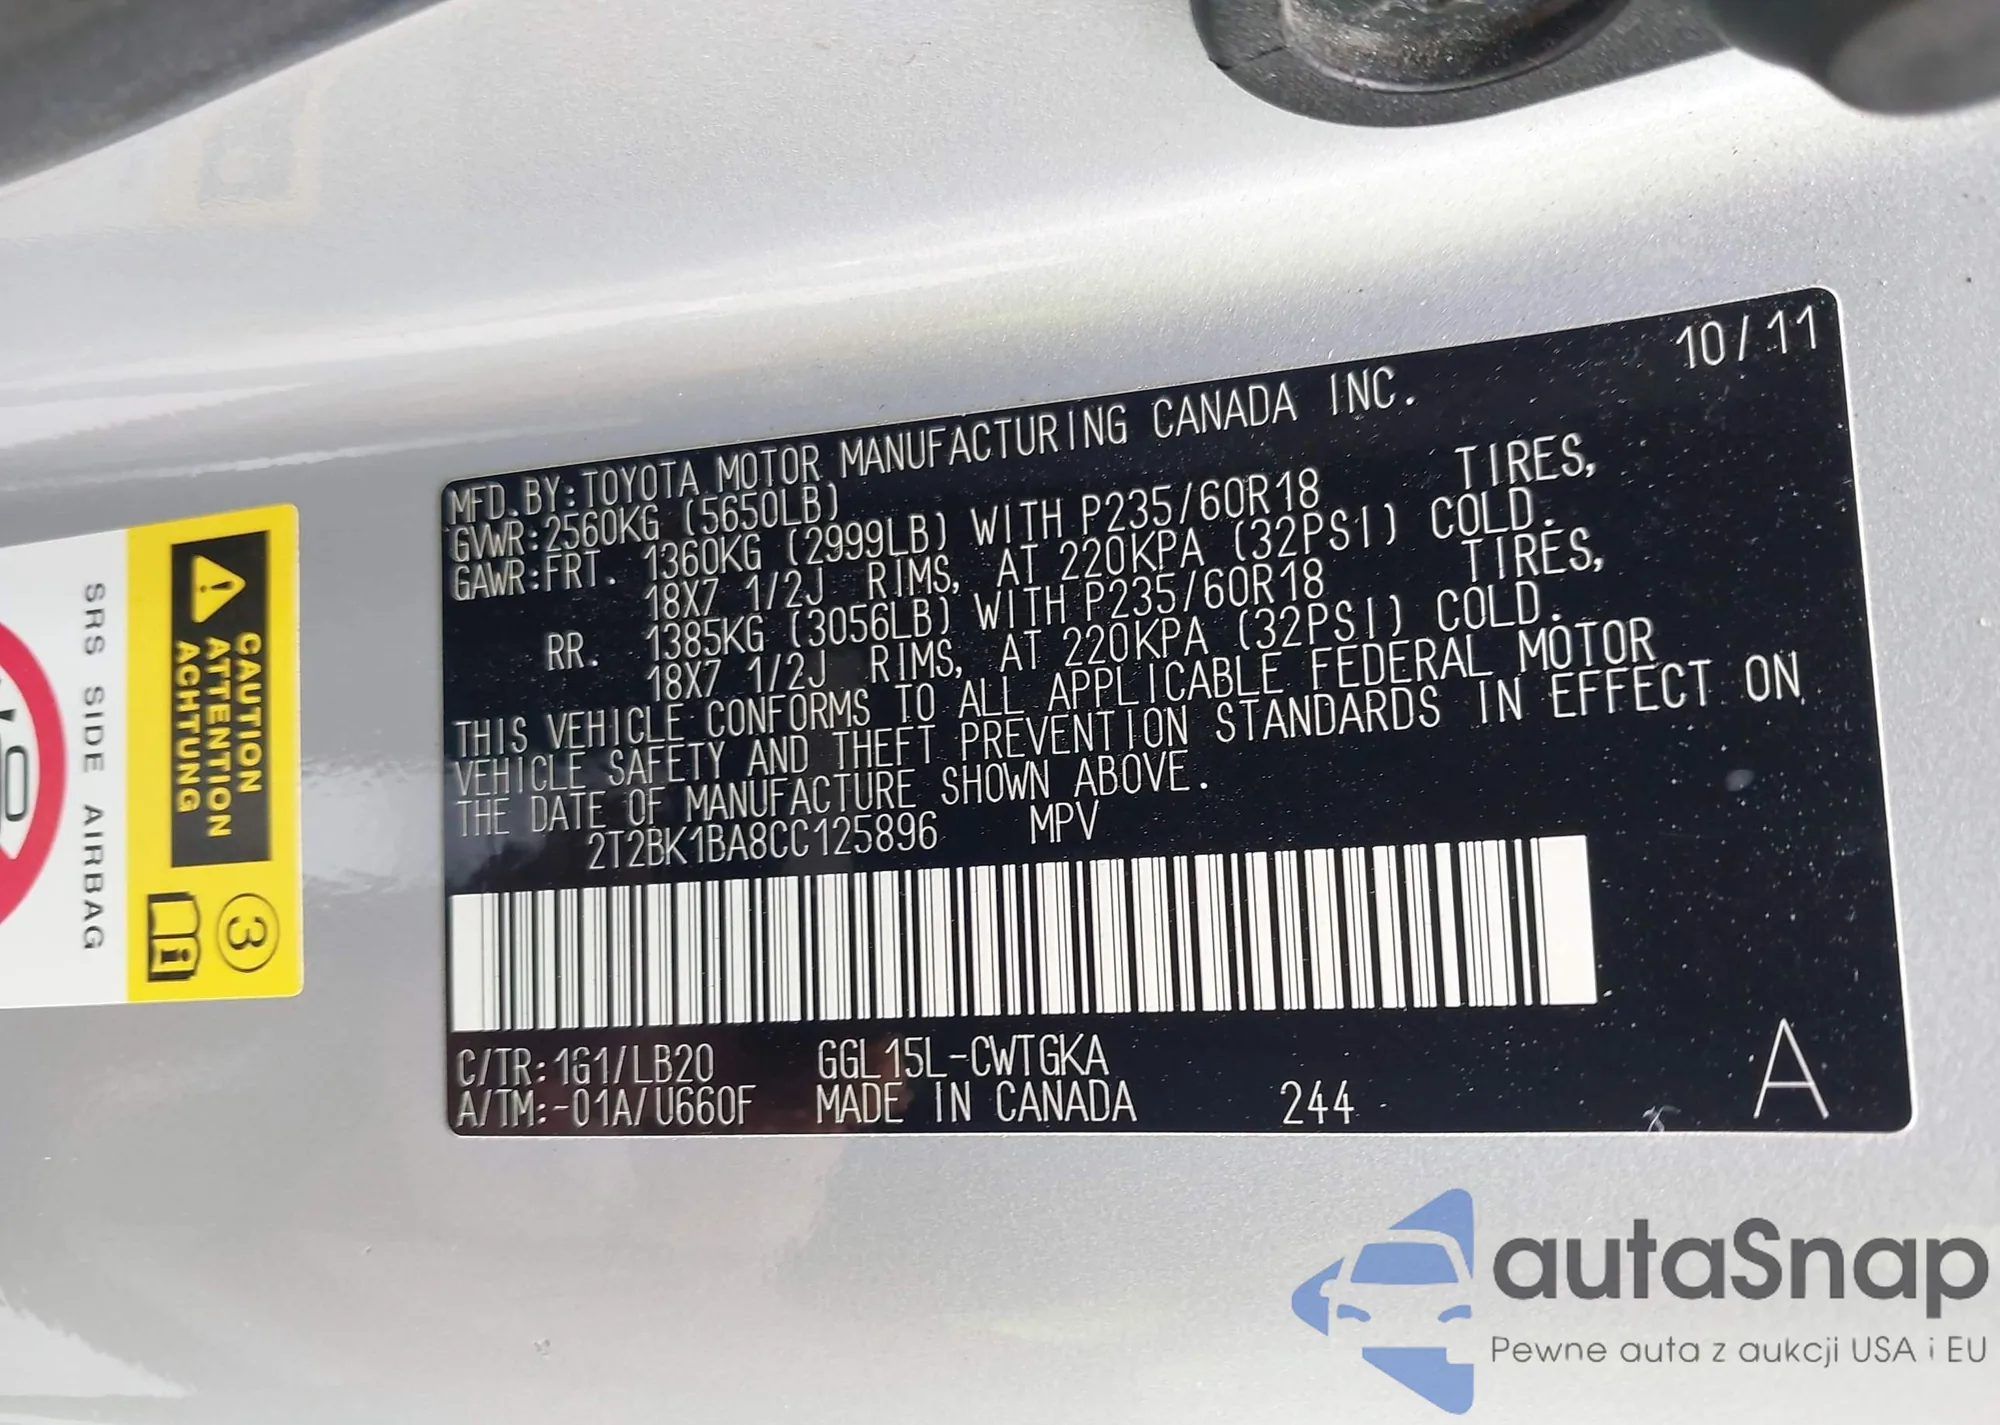 10/11
MFD.BY:TOYOTA MOTOR MANUFACTURING CANADA INC.
GVWR:2560KG (5650LB)
GAWR:FRT. 1360KG (2999LB) WITH P235/60R18 TIRES,
18X7 1/2J RIMS, AT 220KPA (32PSI) COLD.
RR. 1385KG (3056LB) WITH P235/60R18 TIRES,
18X7 1/2J RIMS, AT 220KPA (32PSI) COLD.
THIS VEHICLE CONFORMS TO ALL APPLICABLE FEDERAL MOTOR
VEHICLE SAFETY AND THEFT PREVENTION STANDARDS IN EFFECT ON
THE DATE OF MANUFACTURE SHOWN ABOVE.
2T2BK1BA8CC125896 MPV
C/TR:1G1/LB20 GGL15L-CWTGKA
A/TM:-01A/U660F MADE IN CANADA 244 A
CAUTION
ATTENTION
ACHTUNG
3
SRS SIDE AIRBAG
autaSnap
Pewne auta z aukcji USA i EU